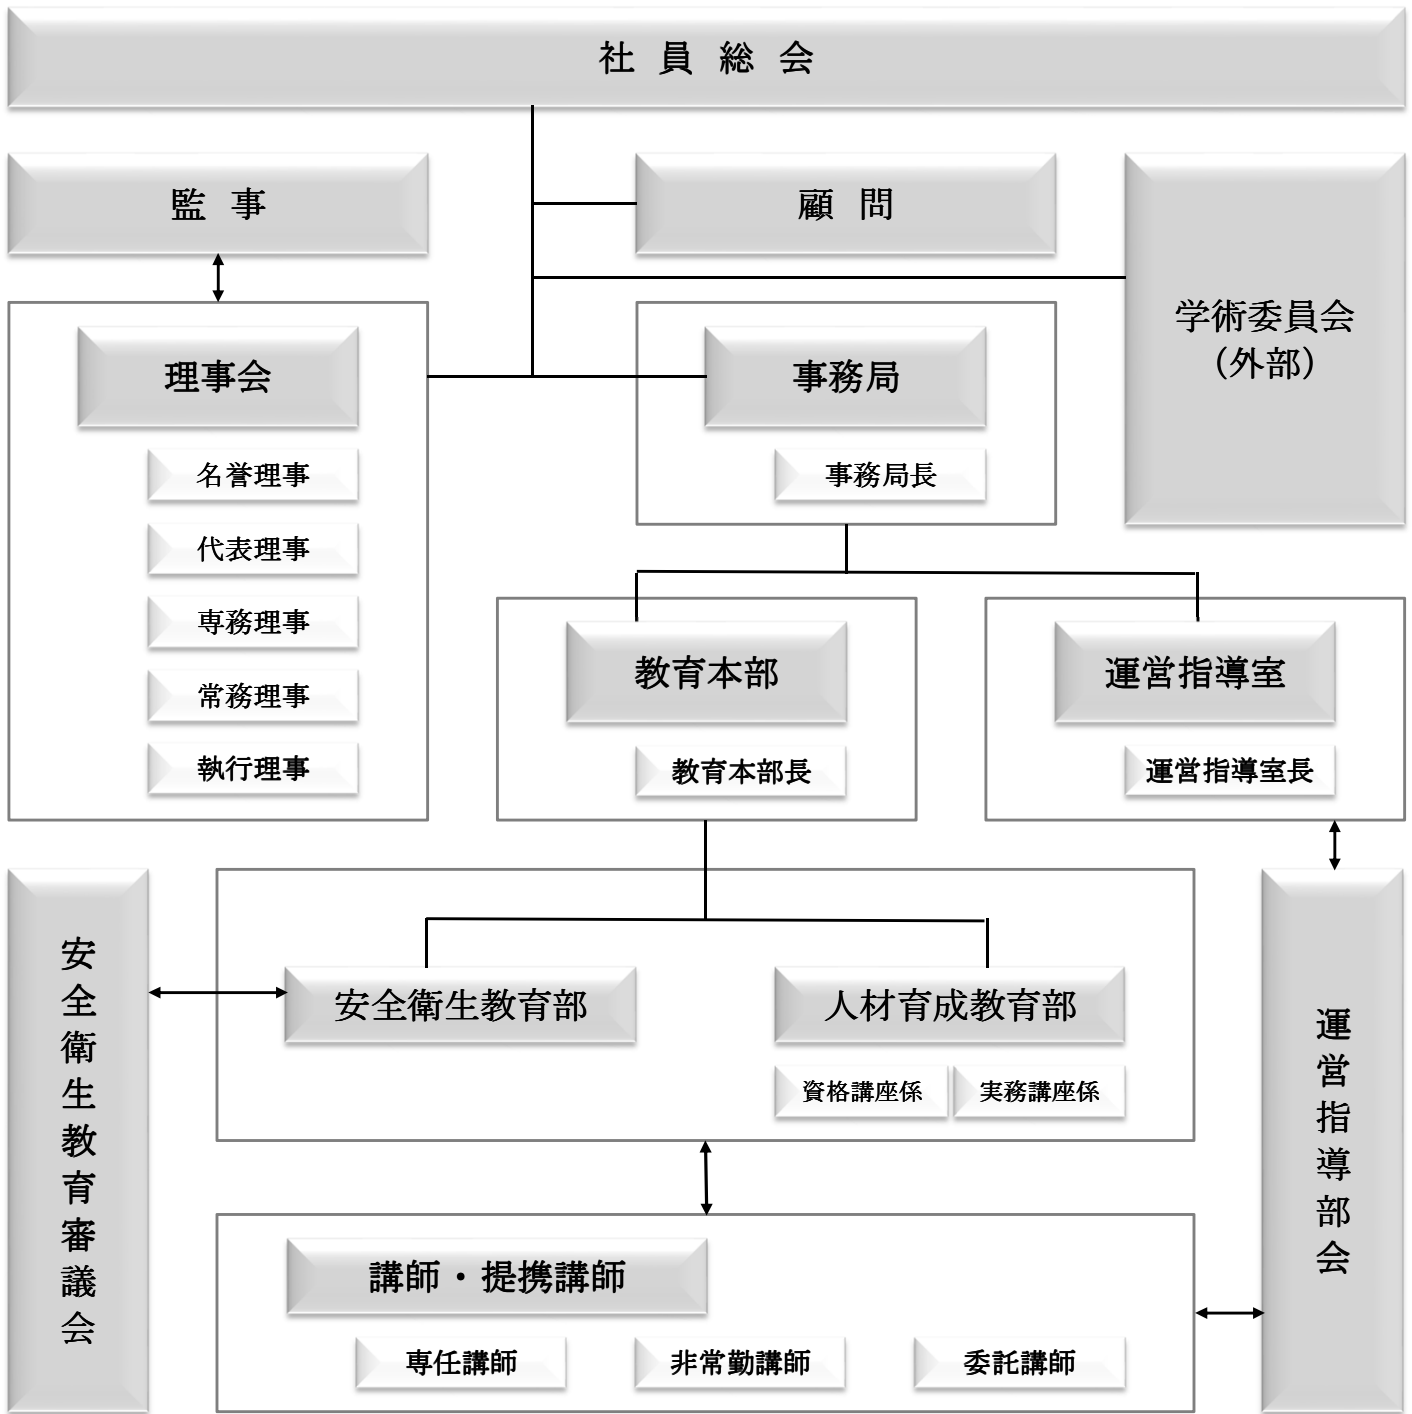 社員総会
監事
顧問
学術委員会
（外部）
理事会
事務局
名誉理事
事務局長
代表理事
専務理事
常務理事
執行理事
教育本部
運営指導室
教育本部長
運営指導室長
安全衛生教育審議会
安全衛生教育部
人材育成教育部
資格講座係
実務講座係
運営指導部会
講師・提携講師
専任講師
非常勤講師
委託講師